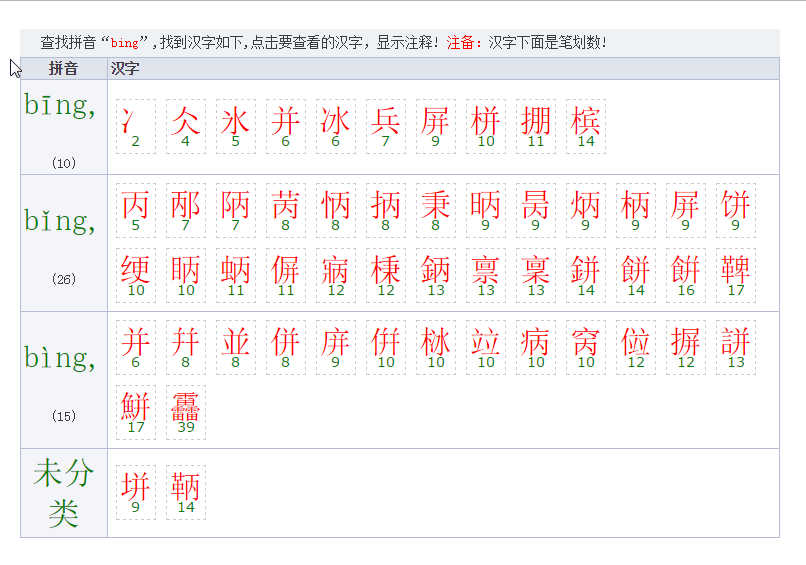 查找拼音“bing”,找到汉字如下,点击要查看的汉字，显示注释! 注备：汉字下面是笔划数!
拼音 汉字
bīng,
(10)
冫 仌 氷 并 冰 兵 屏 栟 掤 槟
2 4 5 6 6 7 9 10 11 14
bǐng,
(26)
丙 邴 陃 苪 怲 抦 秉 昞 昺 炳 柄 屏 饼
5 7 7 8 8 8 8 9 9 9 9 9 9
绠 眪 蛃 偋 寎 棅 鈵 禀 稟 鉼 餅 餠 鞞
10 10 11 11 12 12 13 13 13 14 14 16 17
bìng,
(15)
并 幷 並 併 庰 倂 栤 竝 病 窉 傡 摒 誁
6 8 8 8 9 10 10 10 10 10 12 12 13
鮩 靐
17 39
未分
类
垪 鞆
9 14